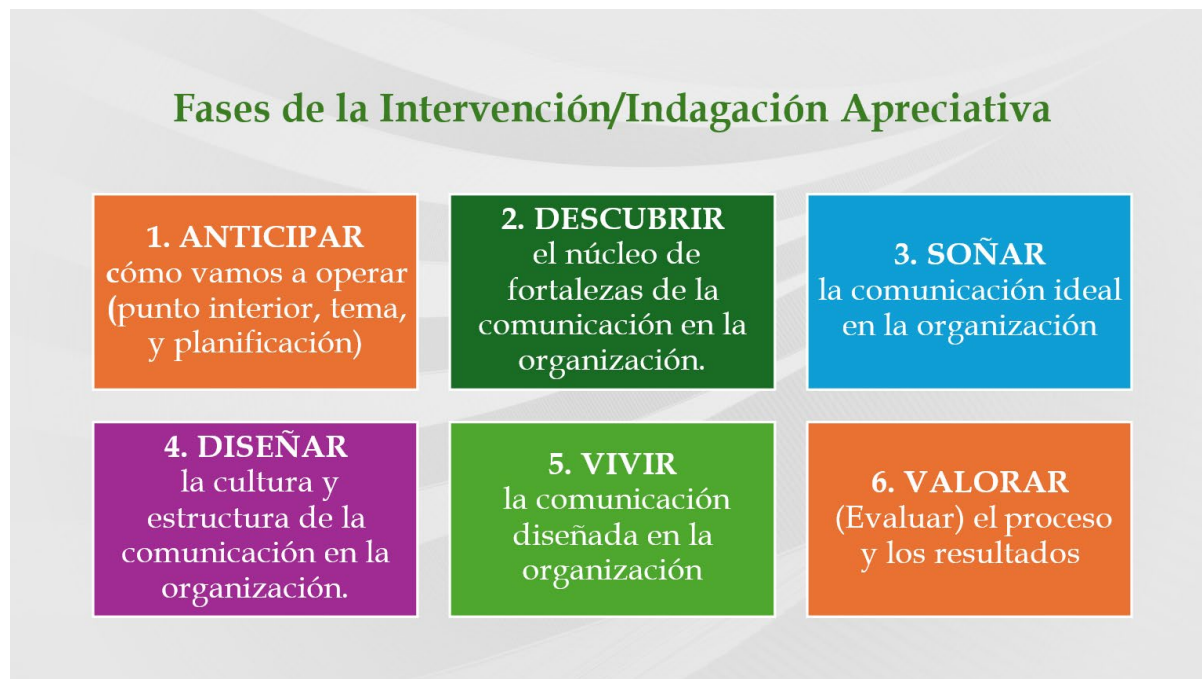 Fases de la Intervención/Indagación Apreciativa
1. ANTICIPAR
cómo vamos a operar
(punto interior, tema,
y planificación)
2. DESCUBRIR
el núcleo de
fortalezas de la
comunicación en la
organización.
3. SOÑAR
la comunicación ideal
en la organización
4. DISEÑAR
la cultura y
estructura de la
comunicación en la
organización.
5. VIVIR
la comunicación
diseñada en la
organización
6. VALORAR
(Evaluar) el proceso
y los resultados